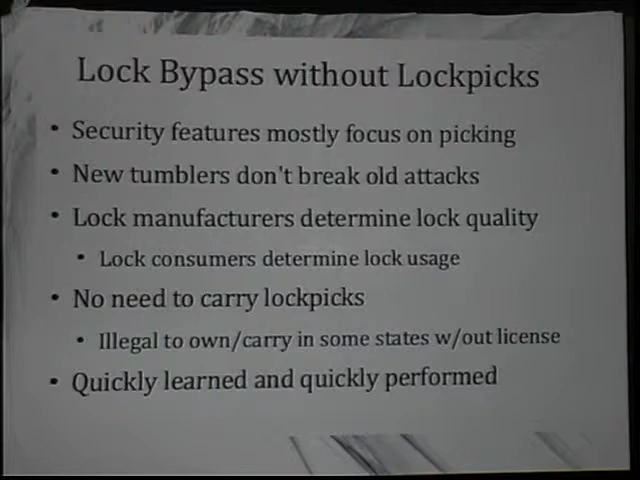 Lock Bypass without Lockpicks
• Security features mostly focus on picking
• New tumblers don't break old attacks
• Lock manufacturers determine lock quality
• Lock consumers determine lock usage
• No need to carry lockpicks
• Illegal to own/carry in some states w/out license
• Quickly learned and quickly performed